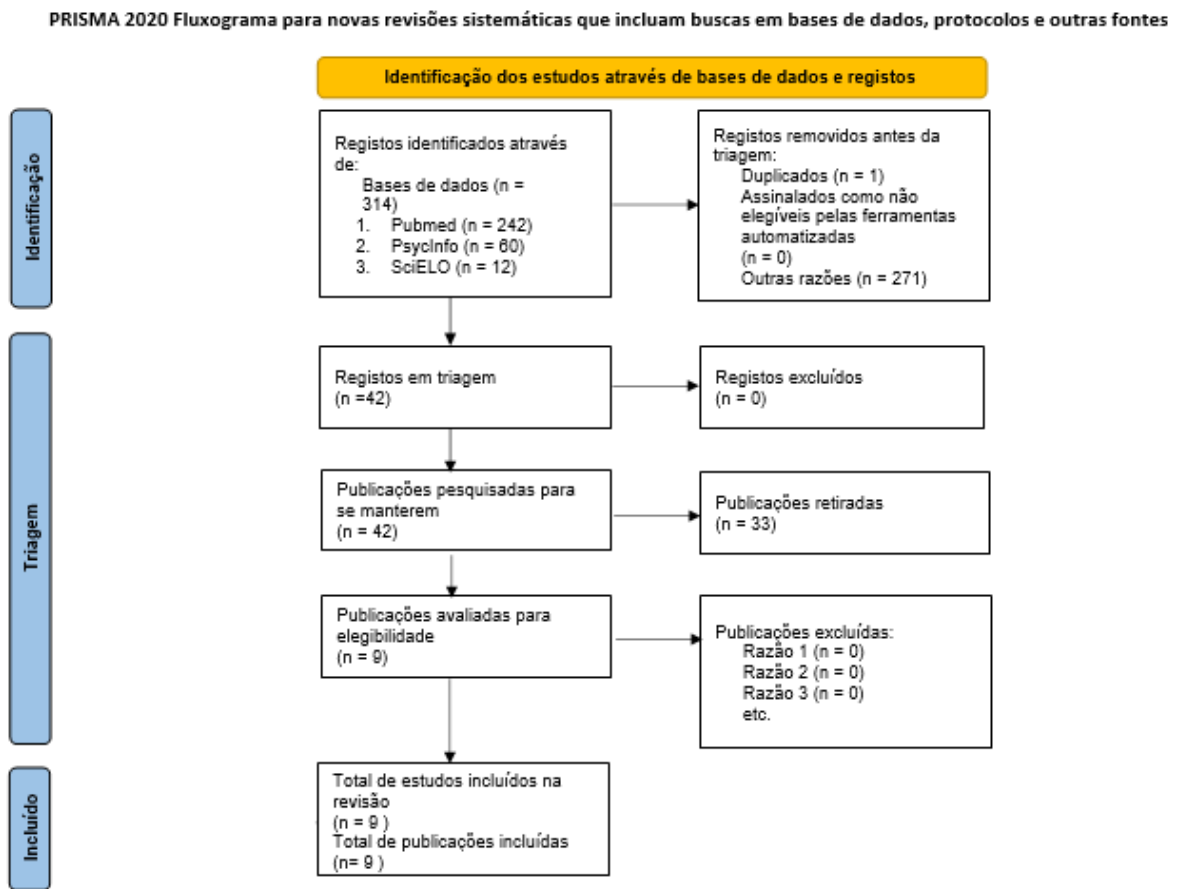 PRISMA 2020 Fluxograma para novas revisões sistemáticas que incluam buscas em bases de dados, protocolos e outras fontes
Identificação dos estudos através de bases de dados e registos
Identificação
Registos identificados através
de:
Bases de dados (n =
314)
1. Pubmed (n = 242)
2. PsycInfo (n = 60)
3. SciELO (n = 12)
Registos removidos antes da
triagem:
Duplicados (n = 1)
Assinalados como não
elegíveis pelas ferramentas
automatizadas
(n = 0)
Outras razões (n = 271)
Triagem
Registos em triagem
(n =42)
Registos excluídos
(n = 0)
Publicações pesquisadas para
se manterem
(n = 42)
Publicações retiradas
(n = 33)
Publicações avaliadas para
elegibilidade
(n = 9)
Publicações excluídas:
Razão 1 (n = 0)
Razão 2 (n = 0)
Razão 3 (n = 0)
etc.
Incluído
Total de estudos incluídos na
revisão
(n = 9 )
Total de publicações incluídas
(n= 9 )